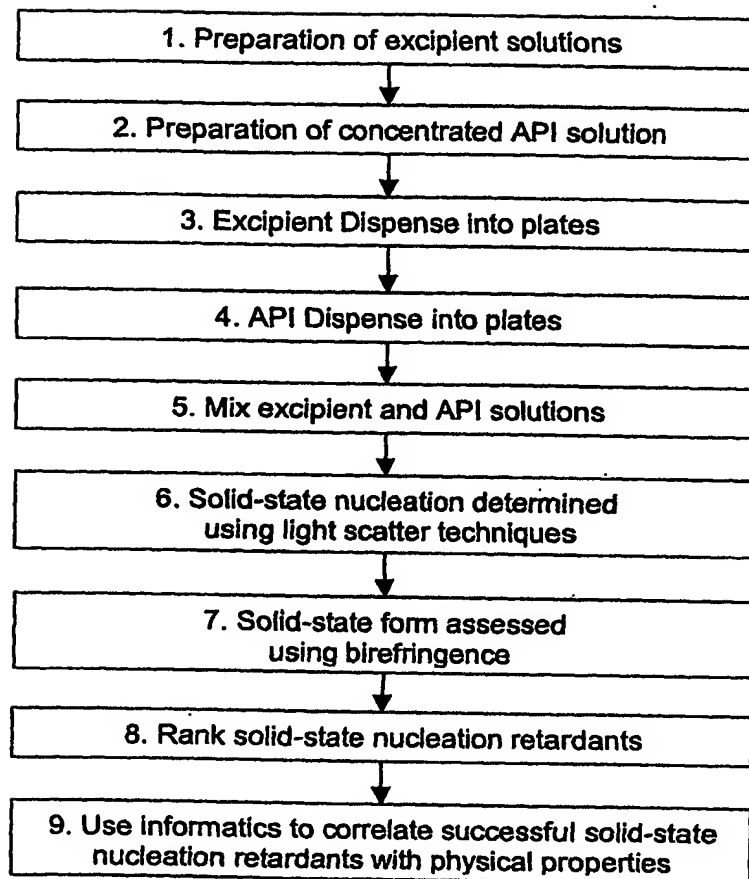 1. Preparation of excipient solutions
2. Preparation of concentrated API solution
3. Excipient Dispense into plates
4. API Dispense into plates
5. Mix excipient and API solutions
6. Solid-state nucleation determined
using light scatter techniques
7. Solid-state form assessed
using birefringence
8. Rank solid-state nucleation retardants
9. Use informatics to correlate successful solid-state
nucleation retardants with physical properties